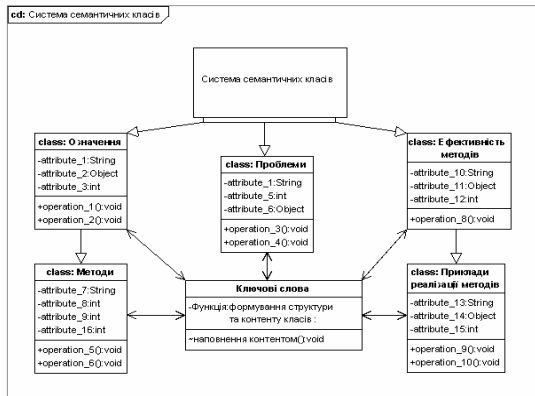 cd: Система семантичних класів
Система семантичних класів
class: Означення
-attribute_1:String
-attribute_2:Object
-attribute_3:int
+operation_1():void
+operation_2():void
class: Проблеми
-attribute_1:String
-attribute_5:int
-attribute_6:Object
+operation_3():void
+operation_4():void
class: Ефективність
методів
-attribute_10:String
-attribute_11:Object
-attribute_12:int
+operation_8():void
class: Методи
-attribute_7:String
-attribute_8:int
-attribute_9:int
-attribute_16:int
+operation_5():void
+operation_6():void
Ключові слова
-Функція:формування структури
та контенту класів :
~наповнення контентом():void
class: Приклади
реалізації методів
-attribute_13:String
-attribute_14:Object
-attribute_15:int
+operation_9():void
+operation_10():void